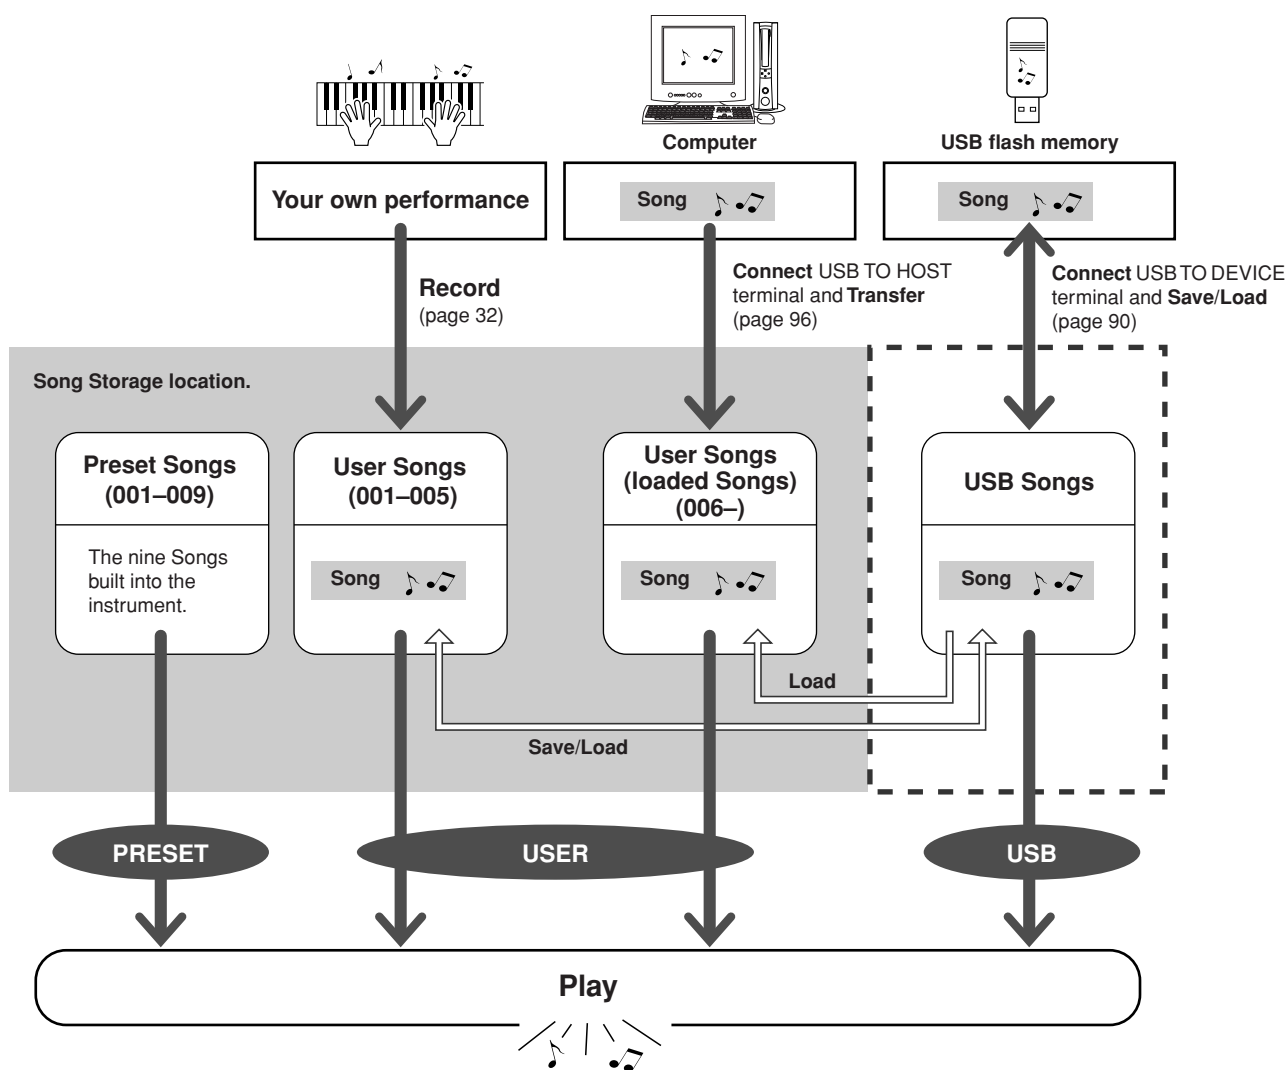 Computer
USB flash memory
Your own performance
Song
Song
Record
(page 32)
Connect USB TO HOST
terminal and Transfer
(page 96)
Connect USB TO DEVICE
terminal and Save/Load
(page 90)
Song Storage location.
Preset Songs
(001–009)
The nine Songs
built into the
instrument.
User Songs
(001–005)
Song
User Songs
(loaded Songs)
(006–)
Song
USB Songs
Song
Load
Save/Load
PRESET
USER
USB
Play